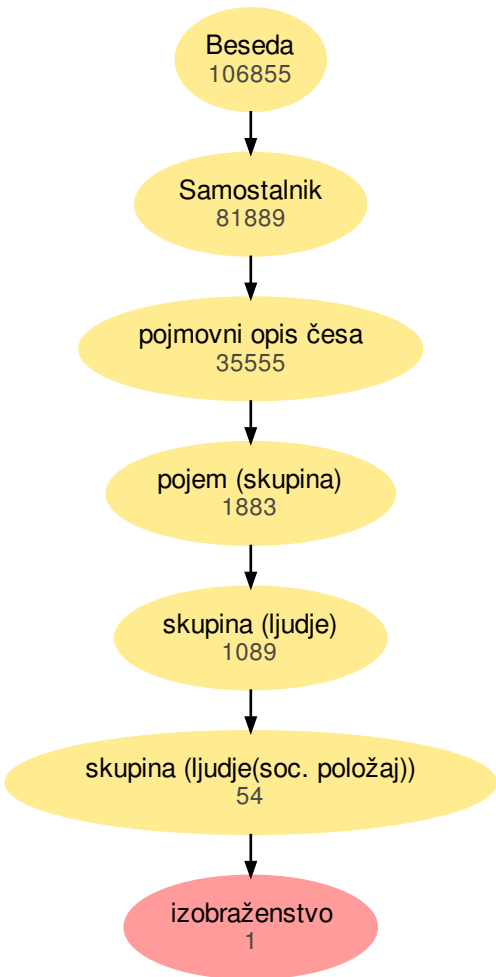 Beseda
106855
Samostalnik
81889
pojmovni opis česa
35555
pojem (skupina)
1883
skupina (ljudje)
1089
skupina (ljudje(soc. položaj))
54
izobraženstvo
1